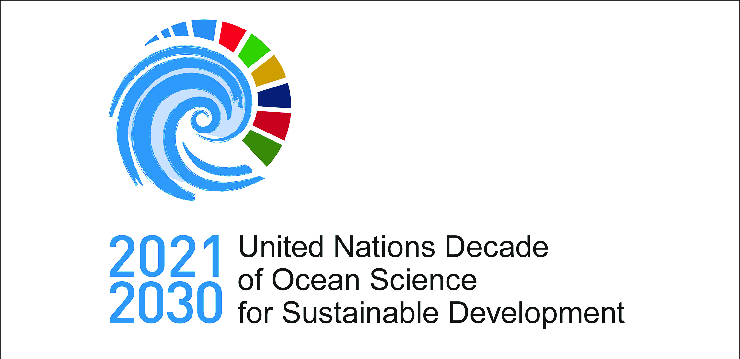 2021
2030
United Nations Decade
of Ocean Science
for Sustainable Development